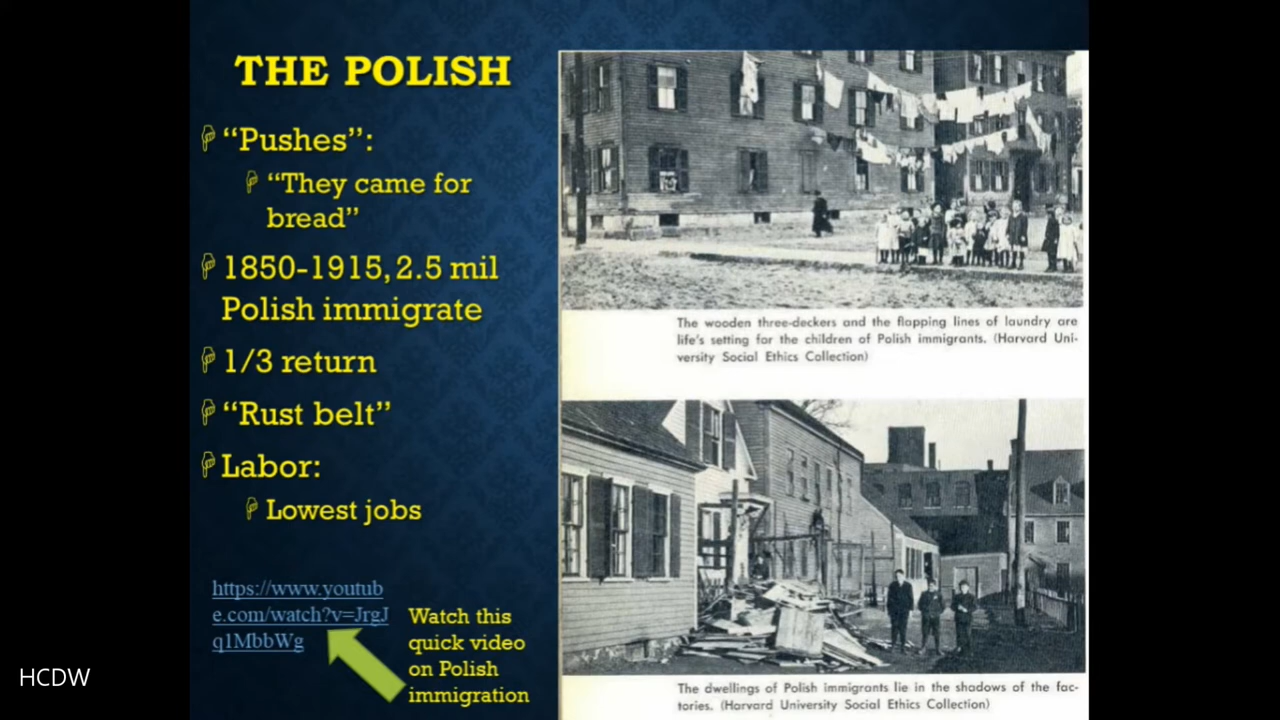 THE POLISH
“Pushes”:
“They came for
bread”
1850-1915, 2.5 mil
Polish immigrate
1/3 return
“Rust belt”
Labor:
Lowest jobs
https://www.youtub
e.com/watch?v=JrgJ
q1MbbWg
Watch this
quick video
on Polish
immigration
The wooden three-deckers and the flapping lines of laundry are
life's setting for the children of Polish immigrants. (Harvard Uni-
versity Social Ethics Collection)
The dwellings of Polish immigrants lie in the shadows of the fac-
tories. (Harvard University Social Ethics Collection)
HCDW